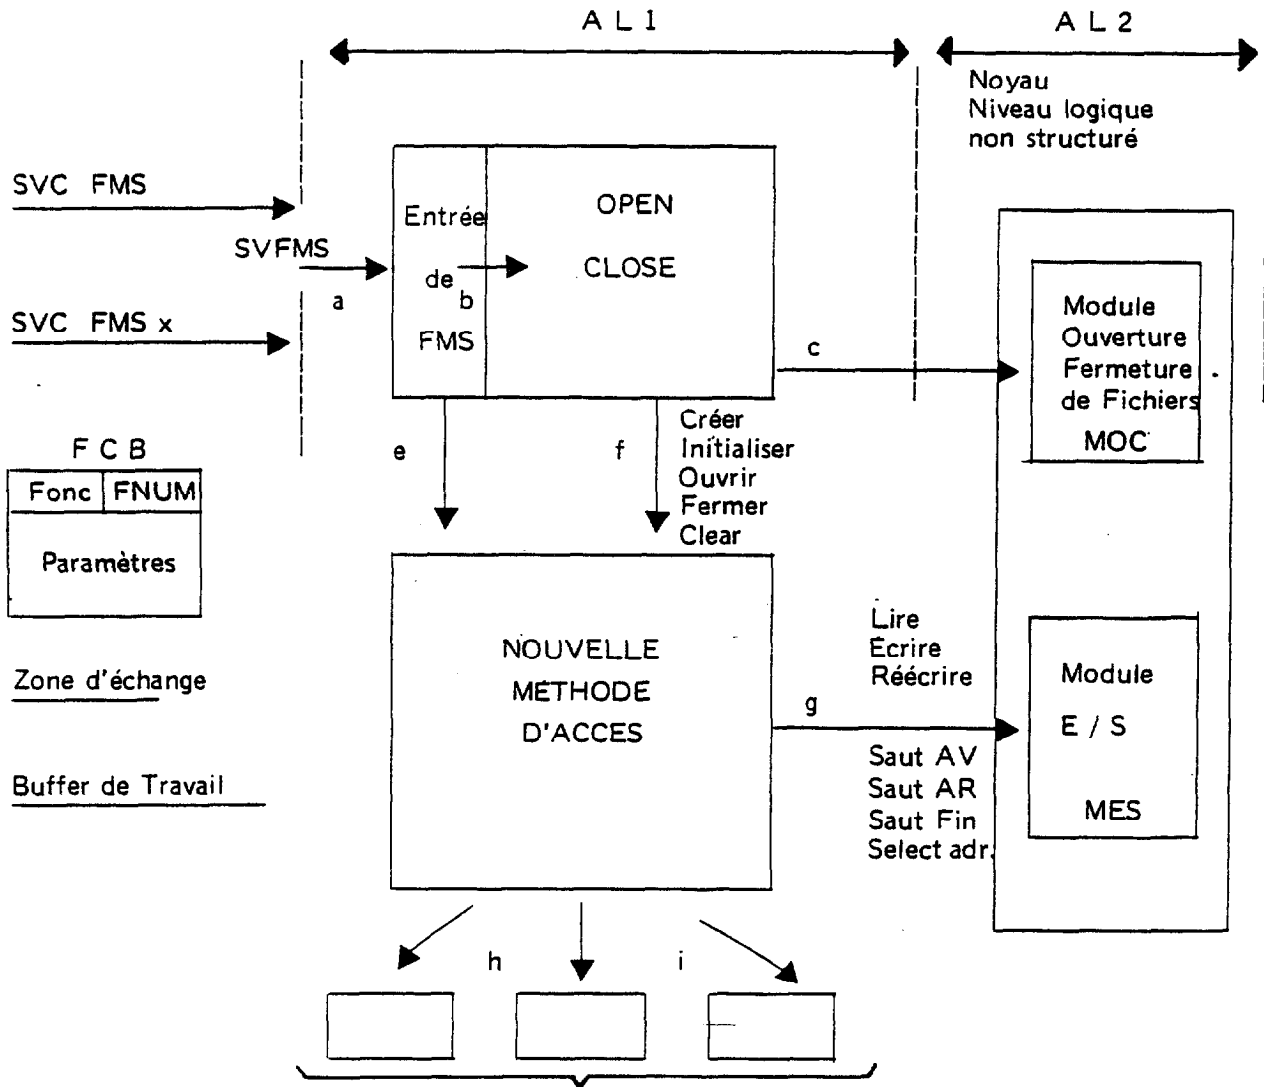 A L 1
A L 2
Noyau
Niveau logique
non structuré
SVC FMS
SVFMS
a
SVC FMS x
Entrée
de
FMS
b
OPEN
CLOSE
c
Module
Ouverture
Fermeture
de Fichiers
MOC
F C B
Fonc FNUM
Paramètres
Zone d'échange
Buffer de Travail
e
f
Créer
Initialiser
Ouvrir
Fermer
Clear
NOUVELLE
METHODE
D'ACCES
Lire
Ecrire
Réécrire
g
Saut AV
Saut AR
Saut Fin
Select adr.
Module
E / S
MES
h
i